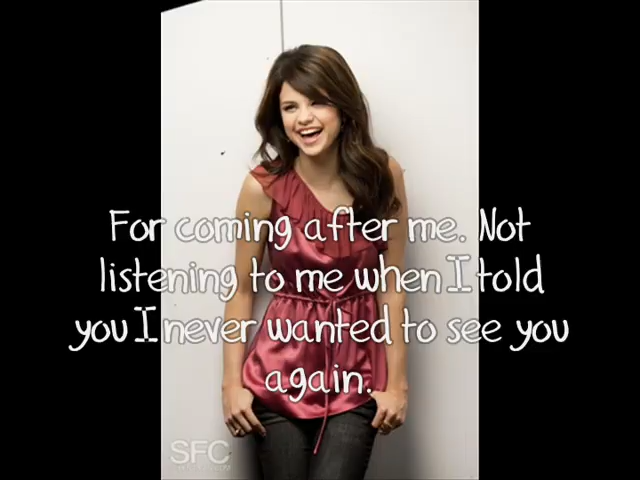 For coming after me. Not
listening to me when I told
you I never wanted to see you
again.
SFC